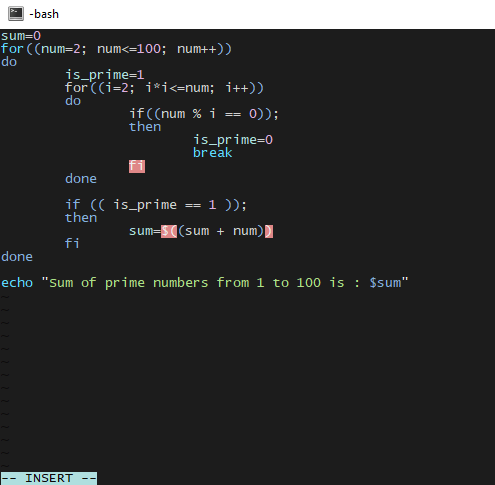 -bash
sum=0
for((num=2; num<=100; num++))
do
        is_prime=1
        for((i=2; i*i<=num; i++))
        do
                if((num % i == 0));
                then
                        is_prime=0
                        break
                fi
        done

        if (( is_prime == 1 ));
        then
                sum=$((sum + num))
        fi
done

echo "Sum of prime numbers from 1 to 100 is : $sum"
~
~
~
~
~
~
~
~
~
~
~
~
~
~
-- INSERT --